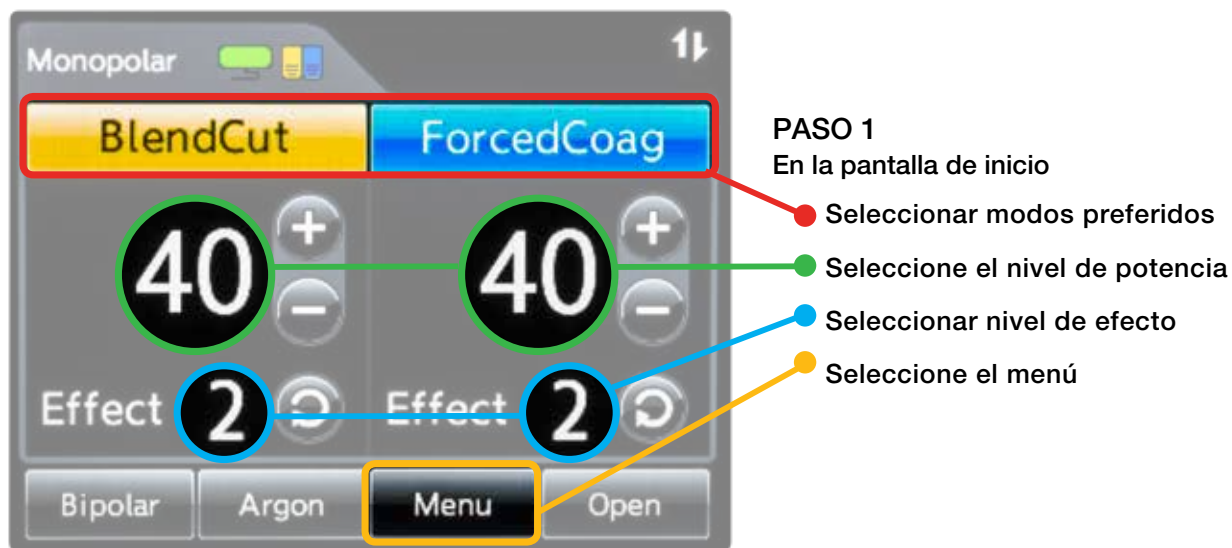 Monopolar
BlendCut ForcedCoag
40 + 40 +
- -
Effect 2 Effect 2
Bipolar Argon Menu Open
PASO 1
En la pantalla de inicio
Seleccionar modos preferidos
Seleccione el nivel de potencia
Seleccionar nivel de efecto
Seleccione el menú